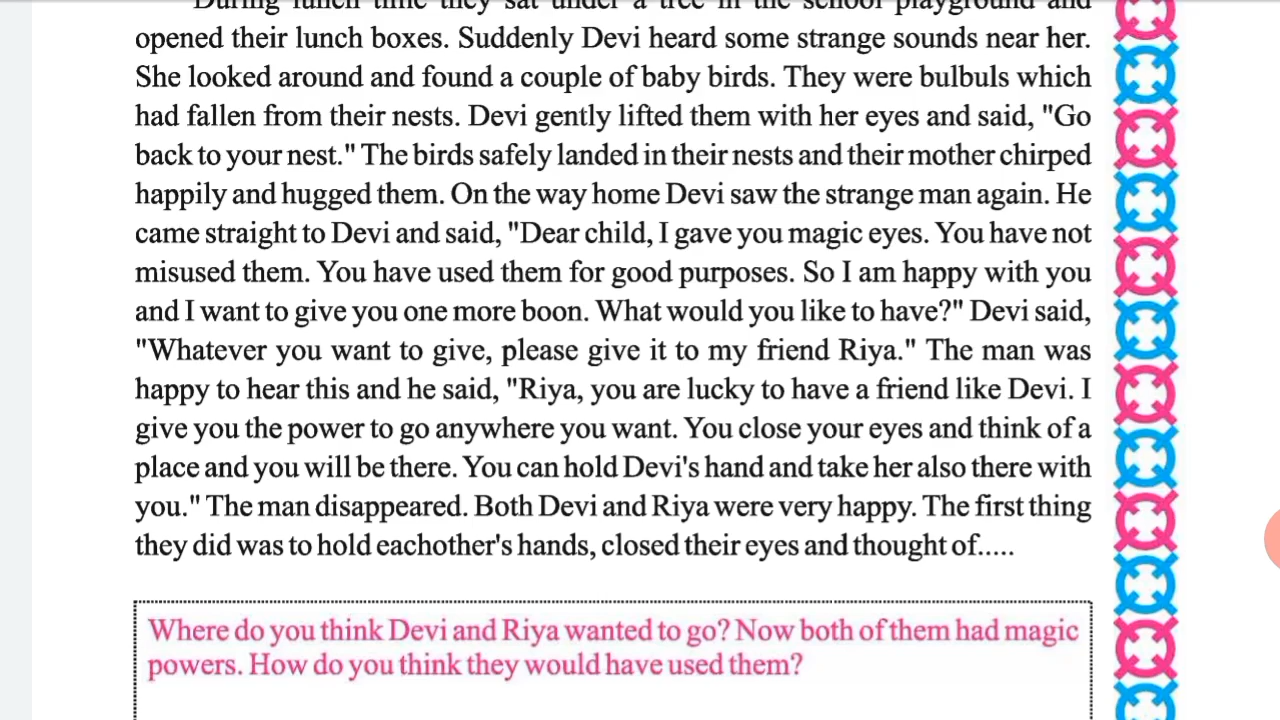 During lunch time they sat under a tree in the school playground and
opened their lunch boxes. Suddenly Devi heard some strange sounds near her.
She looked around and found a couple of baby birds. They were bulbuls which
had fallen from their nests. Devi gently lifted them with her eyes and said, "Go
back to your nest." The birds safely landed in their nests and their mother chirped
happily and hugged them. On the way home Devi saw the strange man again. He
came straight to Devi and said, "Dear child, I gave you magic eyes. You have not
misused them. You have used them for good purposes. So I am happy with you
and I want to give you one more boon. What would you like to have?" Devi said,
"Whatever you want to give, please give it to my friend Riya." The man was
happy to hear this and he said, "Riya, you are lucky to have a friend like Devi. I
give you the power to go anywhere you want. You close your eyes and think of a
place and you will be there. You can hold Devi's hand and take her also there with
you." The man disappeared. Both Devi and Riya were very happy. The first thing
they did was to hold eachother's hands, closed their eyes and thought of.....
Where do you think Devi and Riya wanted to go? Now both of them had magic
powers. How do you think they would have used them?